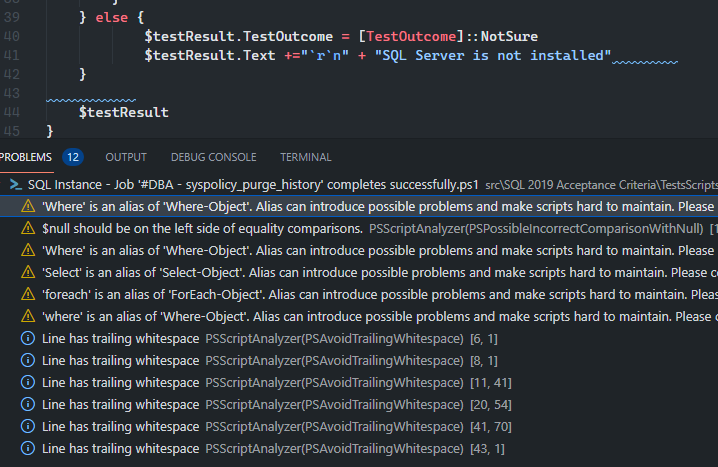 39 } else {
40 $testResult.TestOutcome = [TestOutcome]::NotSure
41 $testResult.Text +="`r`n" + "SQL Server is not installed"
42 }
43
44 $testResult
45 }
PROBLEMS 12 OUTPUT DEBUG CONSOLE TERMINAL
SQL Instance - Job '#DBA - syspolicy_purge_history' completes successfully.ps1 src\SQL 2019 Acceptance Criteria\TestsScripts
'Where' is an alias of 'Where-Object'. Alias can introduce possible problems and make scripts hard to maintain. Please
$null should be on the left side of equality comparisons. PSScriptAnalyzer(PSPossibleIncorrectComparisonWithNull) [1
'Where' is an alias of 'Where-Object'. Alias can introduce possible problems and make scripts hard to maintain. Please
'Select' is an alias of 'Select-Object'. Alias can introduce possible problems and make scripts hard to maintain. Please co
'foreach' is an alias of 'ForEach-Object'. Alias can introduce possible problems and make scripts hard to maintain. Please
'where' is an alias of 'Where-Object'. Alias can introduce possible problems and make scripts hard to maintain. Please c
Line has trailing whitespace PSScriptAnalyzer(PSAvoidTrailingWhitespace) [6, 1]
Line has trailing whitespace PSScriptAnalyzer(PSAvoidTrailingWhitespace) [8, 1]
Line has trailing whitespace PSScriptAnalyzer(PSAvoidTrailingWhitespace) [11, 41]
Line has trailing whitespace PSScriptAnalyzer(PSAvoidTrailingWhitespace) [20, 54]
Line has trailing whitespace PSScriptAnalyzer(PSAvoidTrailingWhitespace) [41, 70]
Line has trailing whitespace PSScriptAnalyzer(PSAvoidTrailingWhitespace) [43, 1]